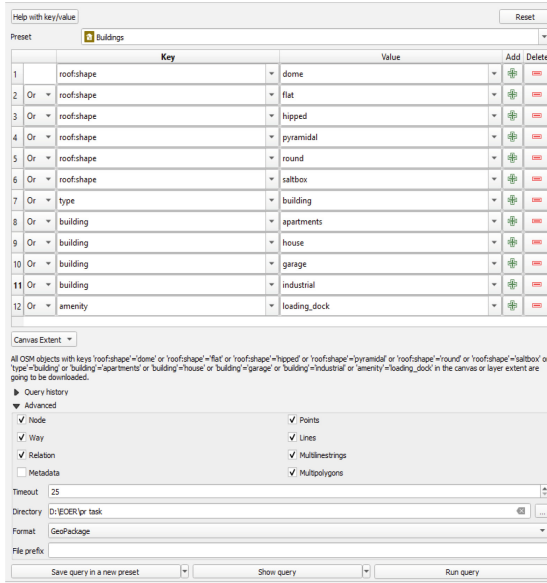 Help with key/value Reset
Preset Buildings
Key Value Add Delete
1 roof:shape dome
2 Or roof:shape flat
3 Or roof:shape hipped
4 Or roof:shape pyramidal
5 Or roof:shape round
6 Or roof:shape saltbox
7 Or type building
8 Or building apartments
9 Or building house
10 Or building garage
11 Or building industrial
12 Or amenity loading_dock
Canvas Extent
All OSM objects with keys 'roof:shape'='dome' or 'roof:shape'='flat' or 'roof:shape'='hipped' or 'roof:shape'='pyramidal' or 'roof:shape'='round' or 'roof:shape'='saltbox' or
'type'='building' or 'building'='apartments' or 'building'='house' or 'building'='garage' or 'building'='industrial' or 'amenity'='loading_dock' in the canvas or layer extent are
going to be downloaded.
Query history
Advanced
Node Points
Way Lines
Relation Multilinestrings
Metadata Multipolygons
Timeout 25
Directory D:\EOER\pr task ...
Format GeoPackage
File prefix
Save query in a new preset Show query Run query